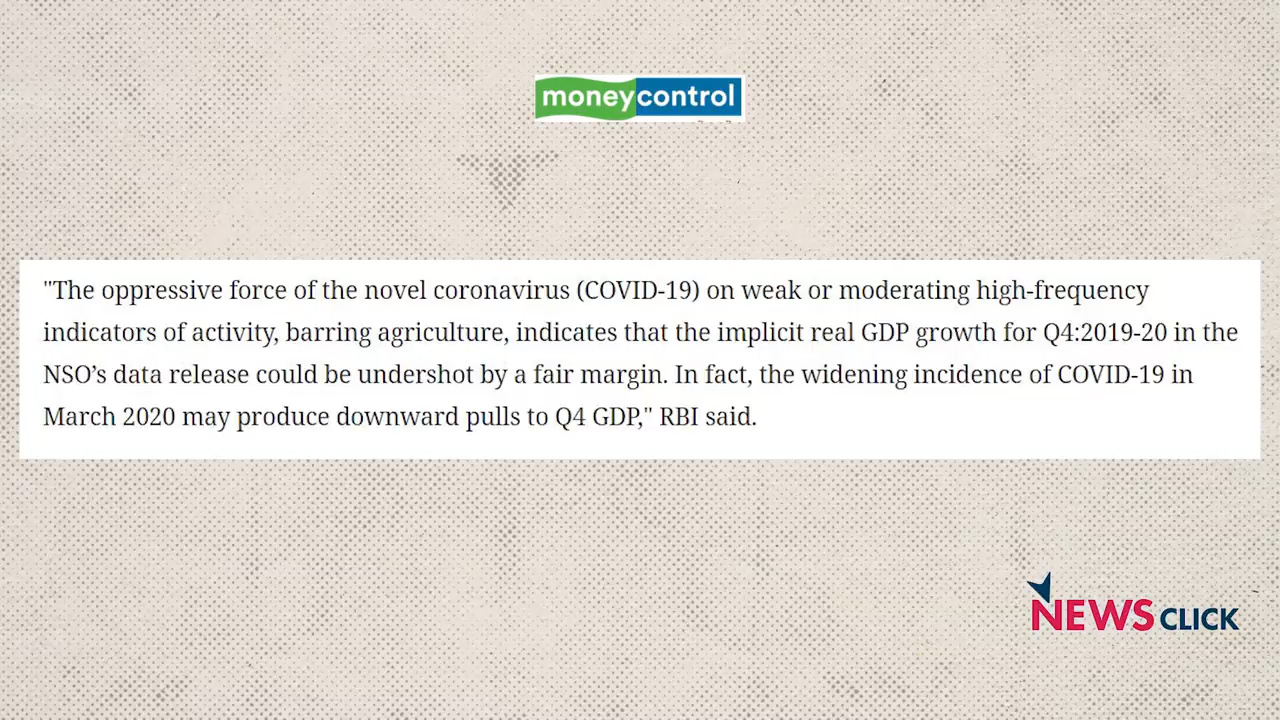 moneycontrol
"The oppressive force of the novel coronavirus (COVID-19) on weak or moderating high-frequency
indicators of activity, barring agriculture, indicates that the implicit real GDP growth for Q4:2019-20 in the
NSO’s data release could be undershot by a fair margin. In fact, the widening incidence of COVID-19 in
March 2020 may produce downward pulls to Q4 GDP," RBI said.
NEWSCLICK